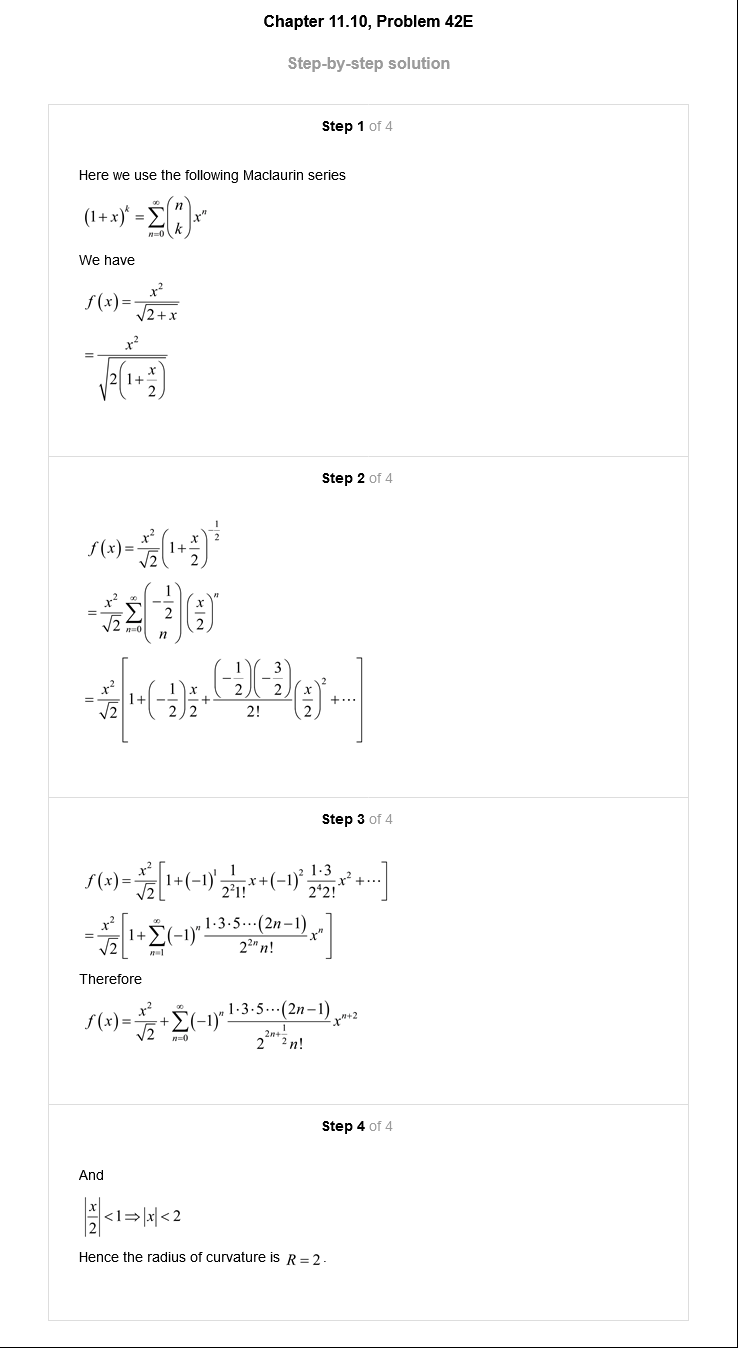 Chapter 11.10, Problem 42E
Step-by-step solution
Step 1 of 4
Here we use the following Maclaurin series
$(1+x)^k = \sum_{n=0}^{\infty} \binom{n}{k} x^n$
We have
$f(x) = \frac{x^2}{\sqrt{2+x}}$
$= \frac{x^2}{\sqrt{2\left(1+\frac{x}{2}\right)}}$
Step 2 of 4
$f(x) = \frac{x^2}{\sqrt{2}} \left(1+\frac{x}{2}\right)^{-\frac{1}{2}}$
$= \frac{x^2}{\sqrt{2}} \sum_{n=0}^{\infty} \binom{-\frac{1}{2}}{n} \left(\frac{x}{2}\right)^n$
$= \frac{x^2}{\sqrt{2}} \left[1+\left(-\frac{1}{2}\right)\frac{x}{2} + \frac{\left(-\frac{1}{2}\right)\left(-\frac{3}{2}\right)}{2!} \left(\frac{x}{2}\right)^2 + \cdots\right]$
Step 3 of 4
$f(x) = \frac{x^2}{\sqrt{2}} \left[1+(-1)^1 \frac{1}{2^2 1!} x + (-1)^2 \frac{1 \cdot 3}{2^4 2!} x^2 + \cdots\right]$
$= \frac{x^2}{\sqrt{2}} \left[1+\sum_{n=1}^{\infty} (-1)^n \frac{1 \cdot 3 \cdot 5 \cdots (2n-1)}{2^{2n} n!} x^n\right]$
Therefore
$f(x) = \frac{x^2}{\sqrt{2}} + \sum_{n=0}^{\infty} (-1)^n \frac{1 \cdot 3 \cdot 5 \cdots (2n-1)}{2^{2n+\frac{1}{2}} n!} x^{n+2}$
Step 4 of 4
And
$\left|\frac{x}{2}\right| < 1 \Rightarrow |x| < 2$
Hence the radius of curvature is $R = 2$.